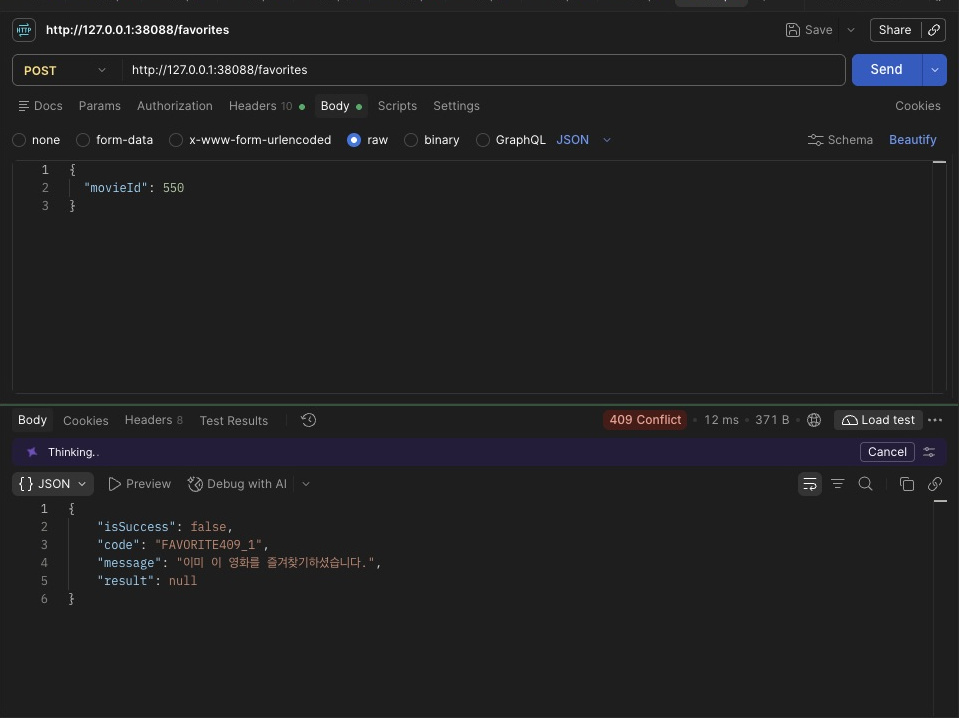 HTTP http://127.0.0.1:38088/favorites Save Share
POST http://127.0.0.1:38088/favorites Send
Docs Params Authorization Headers 10 Body Scripts Settings Cookies
none form-data x-www-form-urlencoded raw binary GraphQL JSON Schema Beautify
1 {
2 "movieId": 550
3 }
Body Cookies Headers 8 Test Results 409 Conflict 12 ms 371 B Load test
Thinking.. Cancel
{} JSON Preview Debug with AI
1 {
2 "isSuccess": false,
3 "code": "FAVORITE409_1",
4 "message": "이미 이 영화를 즐겨찾기하셨습니다.",
5 "result": null
6 }